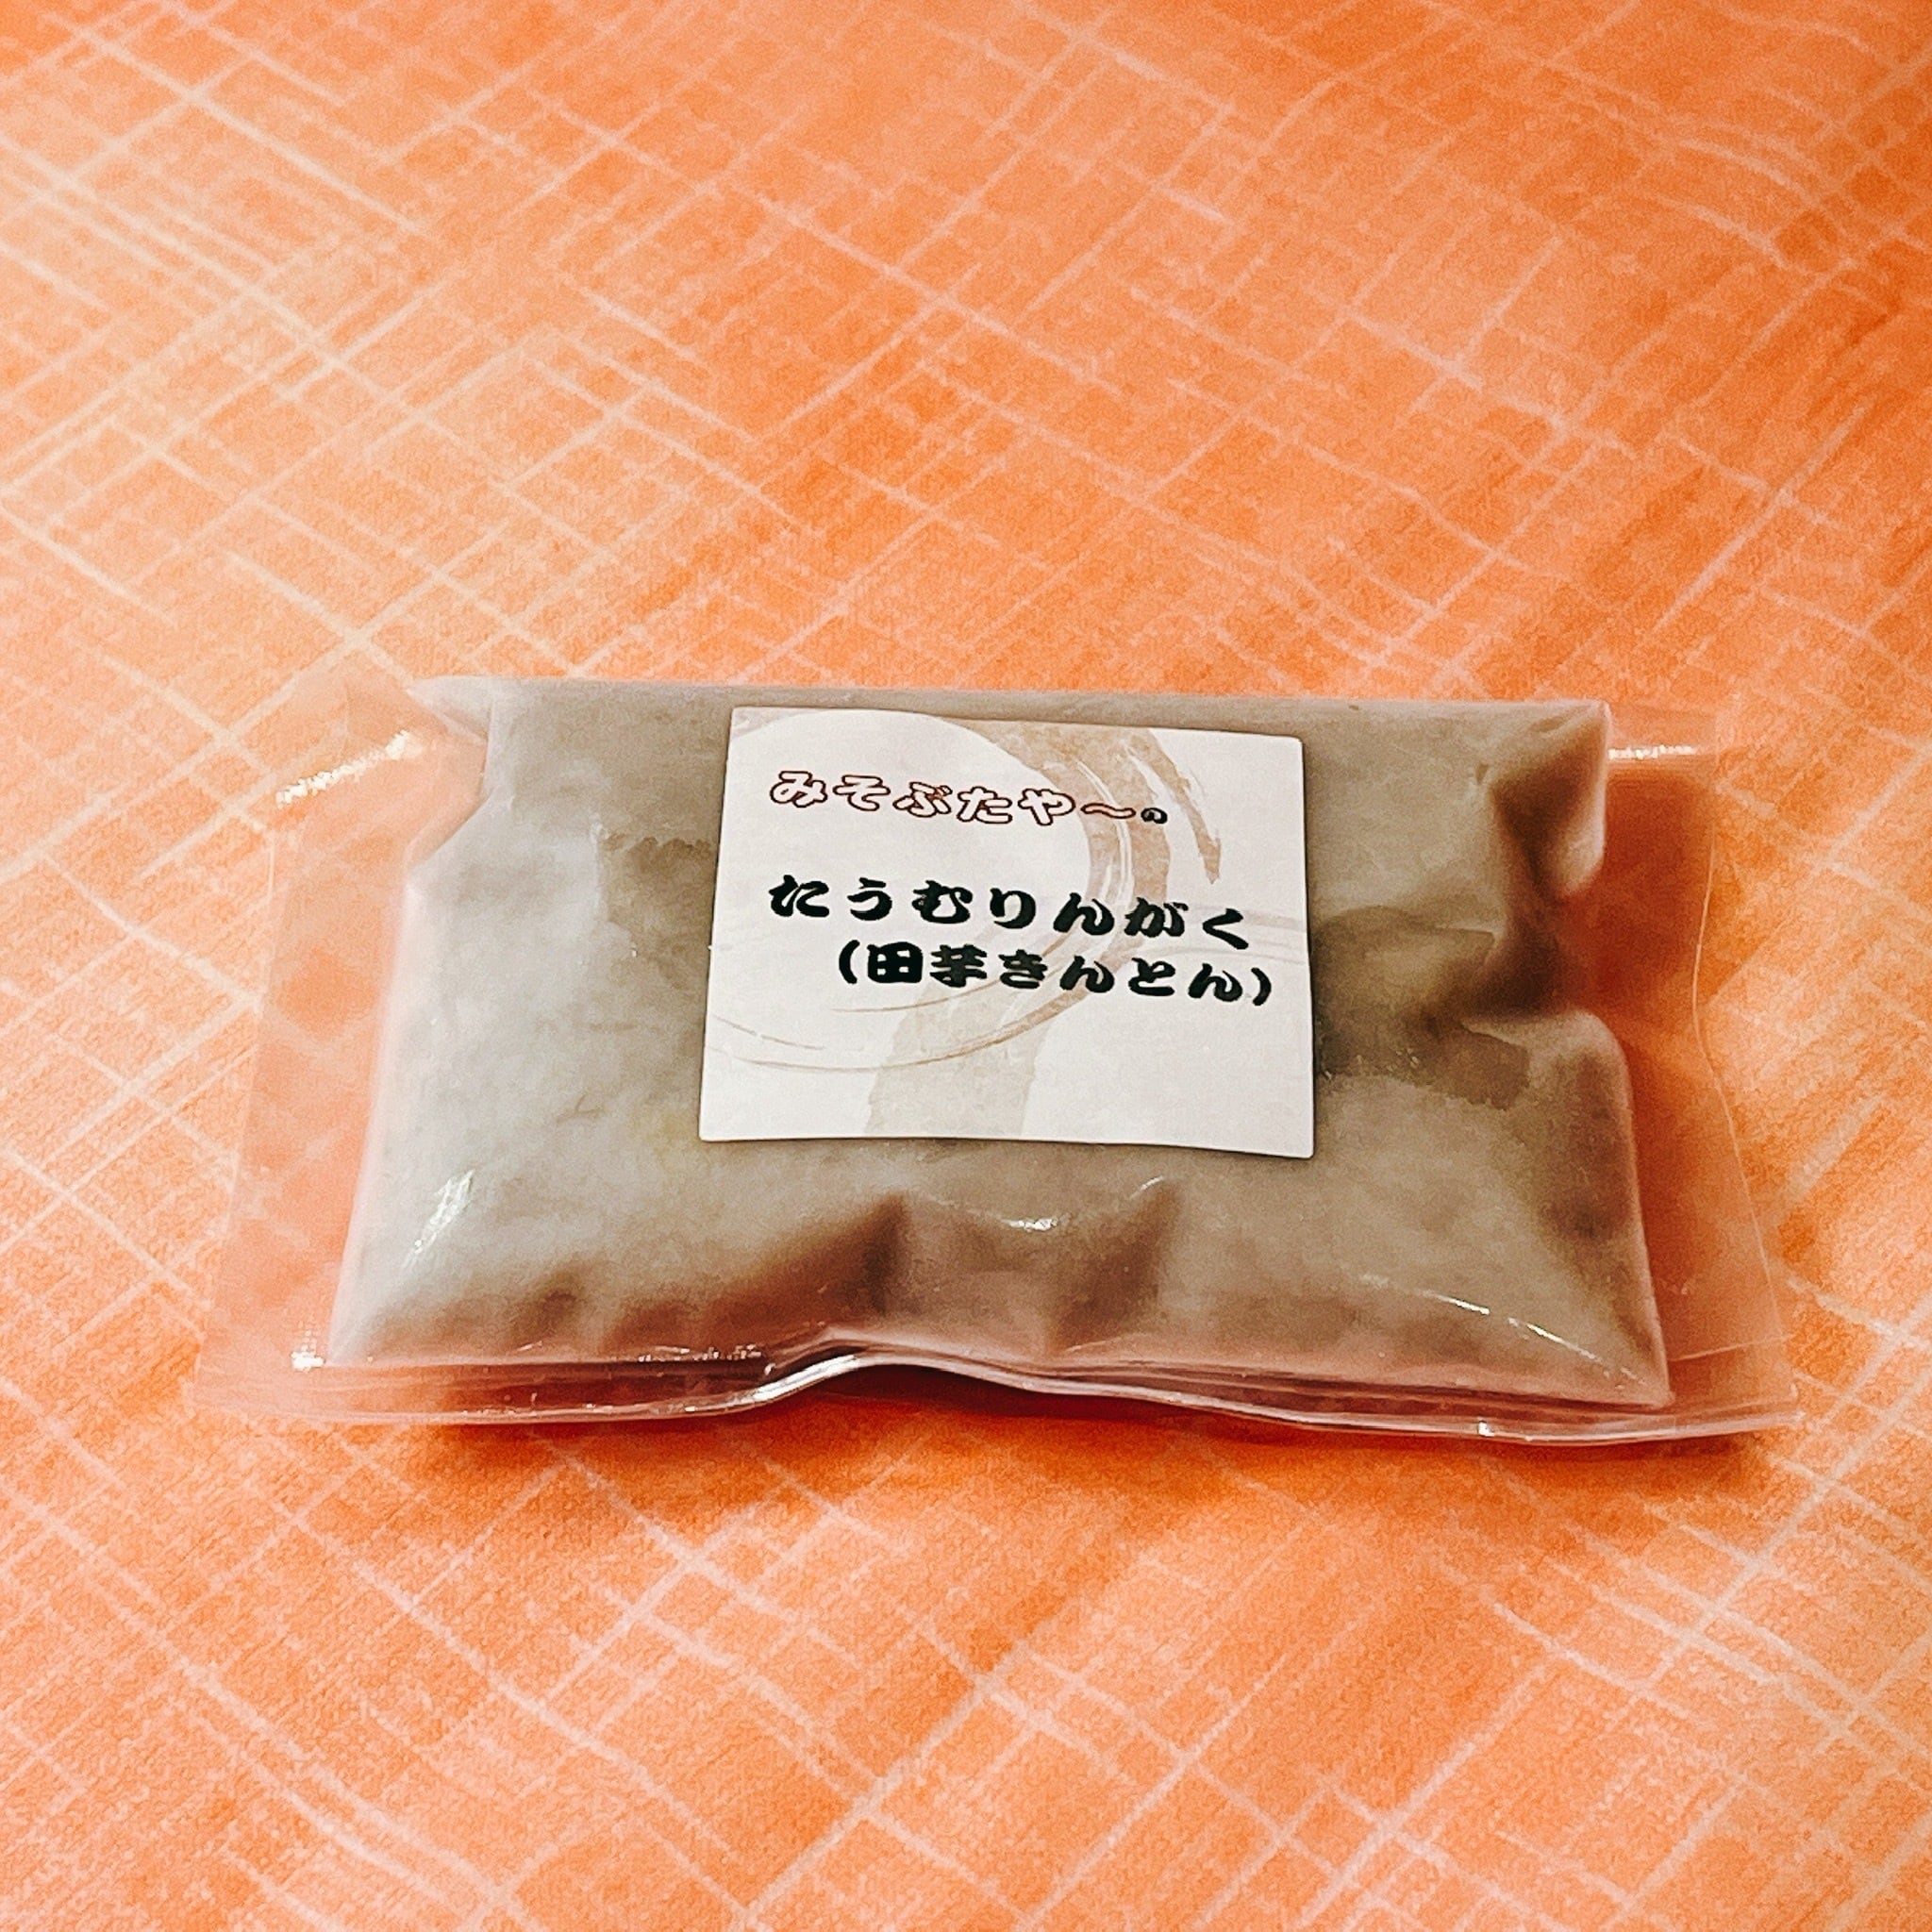 みそぶたや～の
たうむりんがく
（田芋きんとん）